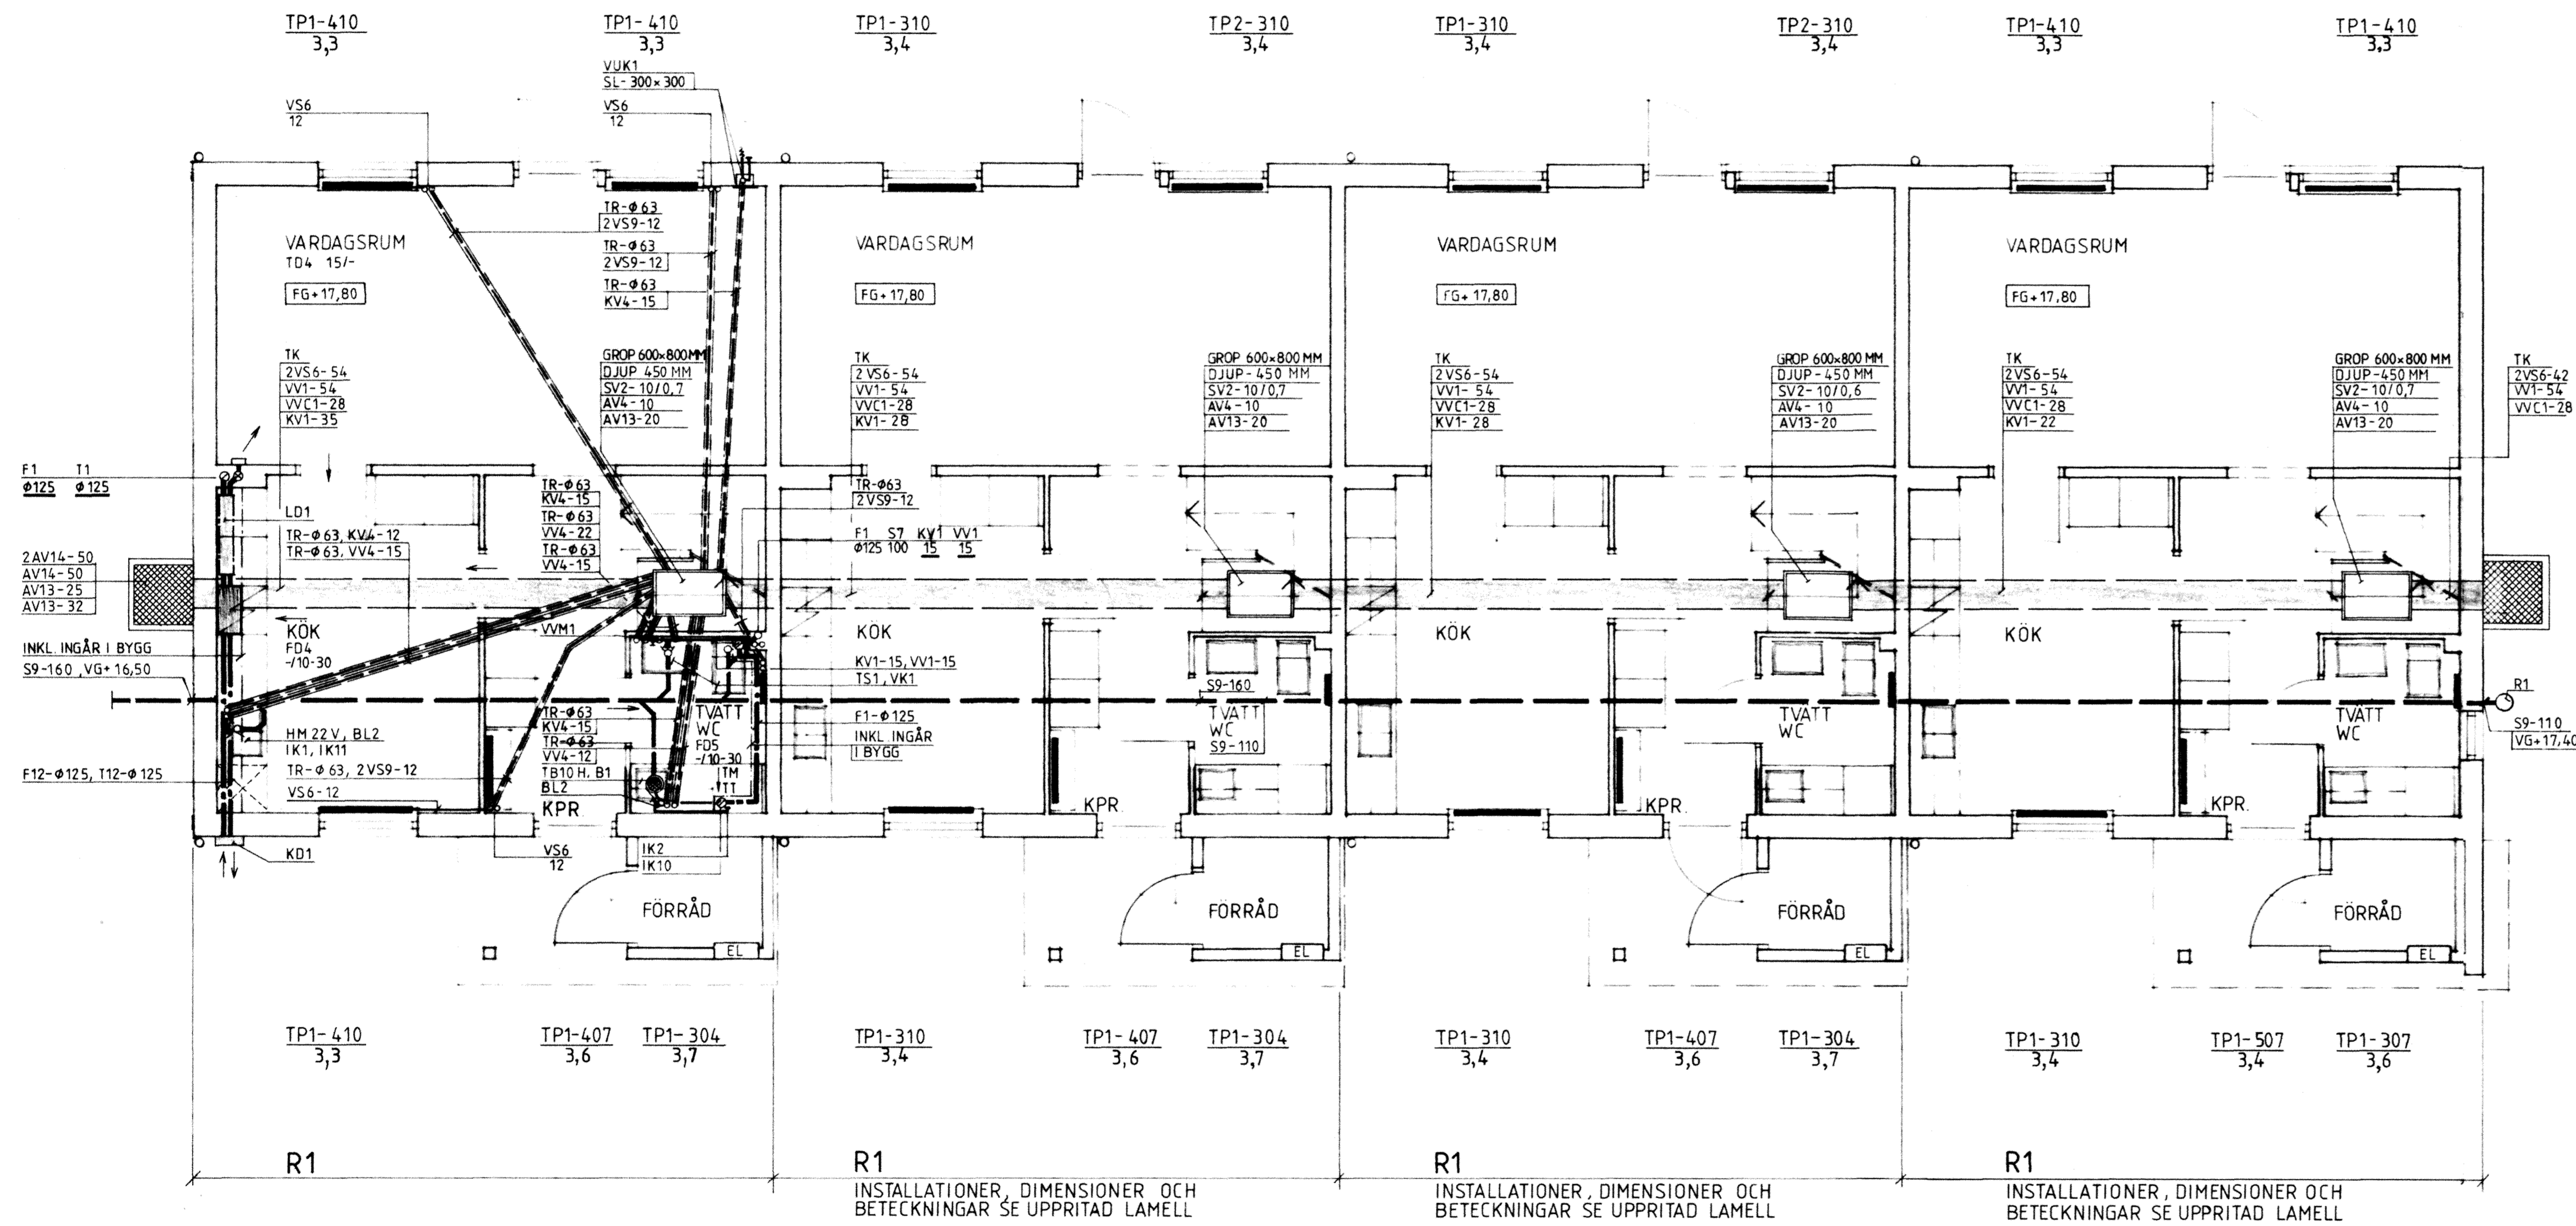 TP1-410
3,3
TP1-410
3,3
TP1-310
3,4
TP2-310
3,4
TP1-310
3,4
TP2-310
3,4
TP1-410
3,3
TP1-410
3,3
VUK1
SL-300×300
VS6
12
VS6
12
TR-Φ63
2VS9-12
TR-Φ63
2VS9-12
TR-Φ63
KV4-15
VARDAGSRUM
TD4 15/-
FG+17,80
VARDAGSRUM
FG+17,80
VARDAGSRUM
FG+17,80
VARDAGSRUM
FG+17,80
TK
2VS6-54
VV1-54
VVC1-28
KV1-35
GROP 600×800 MM
DJUP 450 MM
SV2-10/0,7
AV4-10
AV13-20
TK
2VS6-54
VV1-54
VVC1-28
KV1-28
GROP 600×800 MM
DJUP-450 MM
SV2-10/0,7
AV4-10
AV13-20
TK
2VS6-54
VV1-54
VVC1-28
KV1-28
GROP 600×800 MM
DJUP-450 MM
SV2-10/0,6
AV4-10
AV13-20
TK
2VS6-54
VV1-54
VVC1-28
KV1-22
GROP 600×800 MM
DJUP-450 MM
SV2-10/0,7
AV4-10
AV13-20
TK
2VS6-42
VV1-54
VVC1-28
F1 T1
Φ125 Φ125
LD1
TR-Φ63, KV4-12
TR-Φ63, VV4-15
TR-Φ63
KV4-15
TR-Φ63
VV4-22
TR-Φ63
VV4-15
TR-Φ63
2VS9-12
F1 S7 KV1 VV1
Φ125 100 15 15
2AV14-50
AV14-50
AV13-25
AV13-32
INKL. INGÅR I BYGG
S9-160, VG+16,50
KÖK
FD4
-/10-30
VVM1
KÖK
KÖK
KÖK
KV1-15, VV1-15
TS1, VK1
TR-Φ63
KV4-15
TR-Φ63
VV4-12
TB10 H, B1
BL2
TVÄTT
WC
FD5
-/10-30
TM
TT
F1-Φ125
INKL. INGÅR
I BYGG
S9-160
TVÄTT
WC
S9-110
TVÄTT
WC
TVÄTT
WC
R1
S9-110
VG+17,40
HM 22 V, BL2
IK1, IK11
TR-Φ63, 2VS9-12
VS6-12
F12-Φ125, T12-Φ125
KPR.
KPR.
KPR.
KPR.
KD1
VS6
12
IK2
IK10
FÖRRÅD
FÖRRÅD
FÖRRÅD
FÖRRÅD
EL
EL
EL
EL
TP1-410
3,3
TP1-407
3,6
TP1-304
3,7
TP1-310
3,4
TP1-407
3,6
TP1-304
3,7
TP1-310
3,4
TP1-407
3,6
TP1-304
3,7
TP1-310
3,4
TP1-507
3,4
TP1-307
3,6
R1
R1
INSTALLATIONER, DIMENSIONER OCH
BETECKNINGAR SE UPPRITAD LAMELL
R1
INSTALLATIONER, DIMENSIONER OCH
BETECKNINGAR SE UPPRITAD LAMELL
R1
INSTALLATIONER, DIMENSIONER OCH
BETECKNINGAR SE UPPRITAD LAMELL